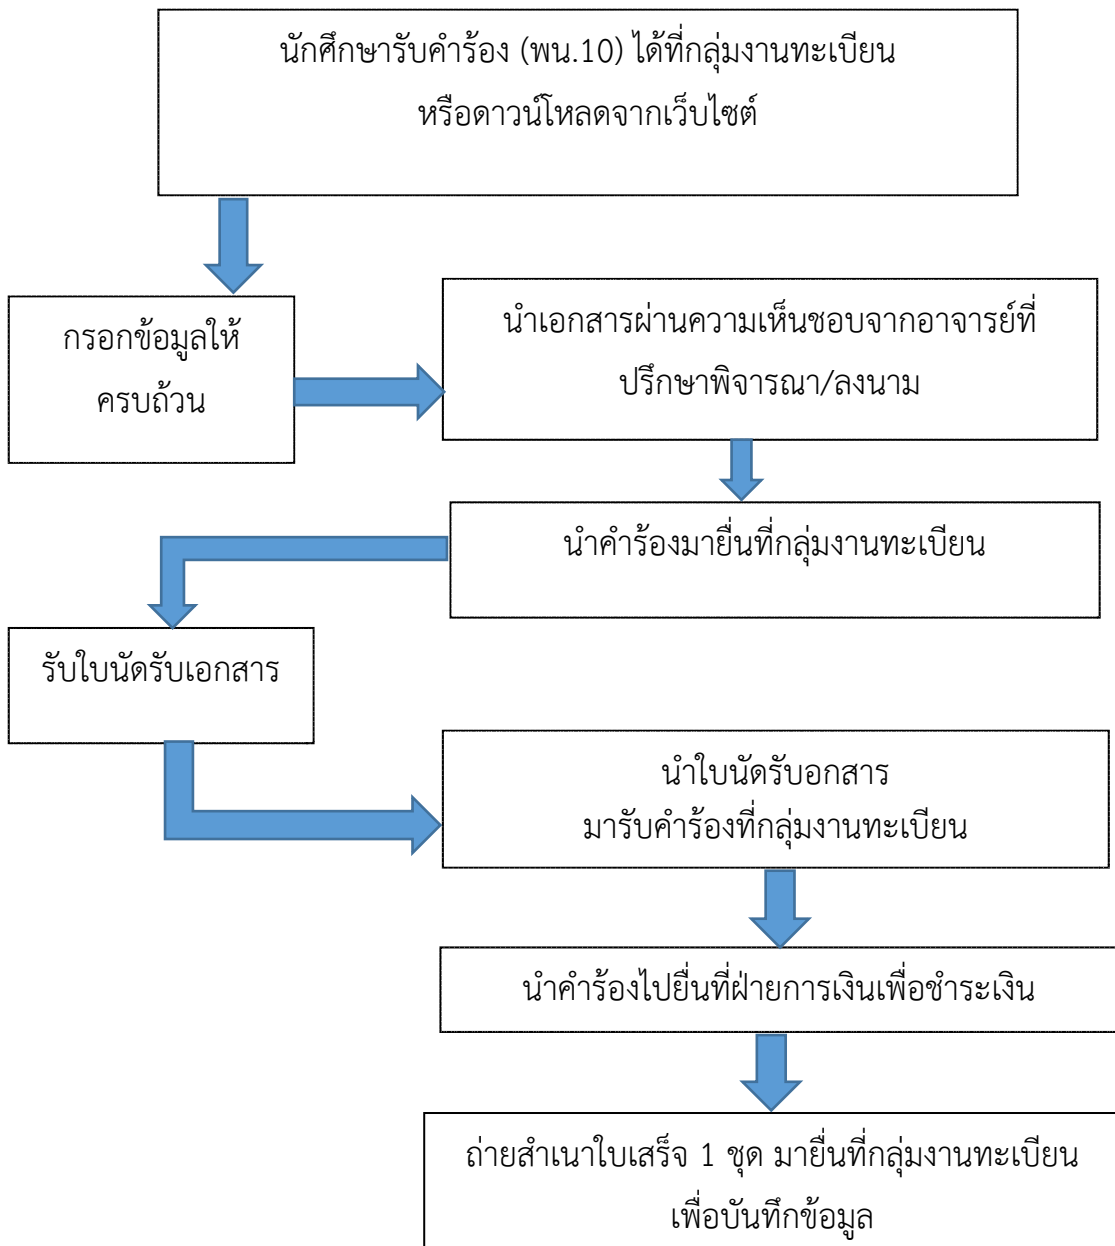 นักศึกษารับคำร้อง (พน.10) ได้ที่กลุ่มงานทะเบียน
หรือดาวน์โหลดจากเว็บไซต์
กรอกข้อมูลให้
ครบถ้วน
นำเอกสารผ่านความเห็นชอบจากอาจารย์ที่
ปรึกษาพิจารณา/ลงนาม
นำคำร้องมายื่นที่กลุ่มงานทะเบียน
รับใบนัดรับเอกสาร
นำใบนัดรับอกสาร
มารับคำร้องที่กลุ่มงานทะเบียน
นำคำร้องไปยื่นที่ฝ่ายการเงินเพื่อชำระเงิน
ถ่ายสำเนาใบเสร็จ 1 ชุด มายื่นที่กลุ่มงานทะเบียน
เพื่อบันทึกข้อมูล